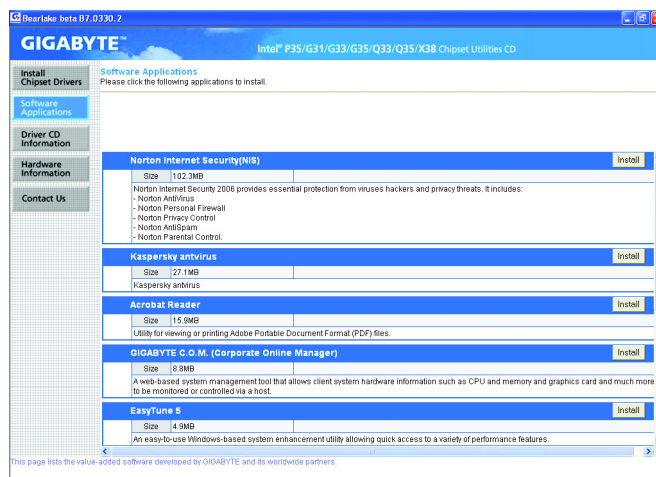 Bearlake beta B7.0330.2
GIGABYTE™
Intel® P35/G31/G33/G35/Q33/Q35/X38 Chipset Utilities CD
Install
Chipset Drivers
Software
Applications
Driver CD
Information
Hardware
Information
Contact Us
Software Applications
Please click the following applications to install.
Norton Internet Security(NIS)
Install
Size 102.3MB
Norton Internet Security 2006 provides essential protection from viruses hackers and privacy threats. It includes:
- Norton AntiVirus
- Norton Personal Firewall
- Norton Privacy Control
- Norton AntiSpam
- Norton Parental Control.
Kaspersky antvirus
Install
Size 27.1MB
Kaspersky antvirus
Acrobat Reader
Install
Size 15.9MB
Utility for viewing or printing Adobe Portable Document Format (PDF) files.
GIGABYTE C.O.M. (Corporate Online Manager)
Install
Size 8.8MB
A web-based system management tool that allows client system hardware information such as CPU and memory and graphics card and much more
to be monitored or controlled via a host.
EasyTune 5
Install
Size 4.9MB
An easy-to-use Windows-based system enhancement utility allowing quick access to a variety of performance features.
This page lists the value-added software developed by GIGABYTE and its worldwide partners.